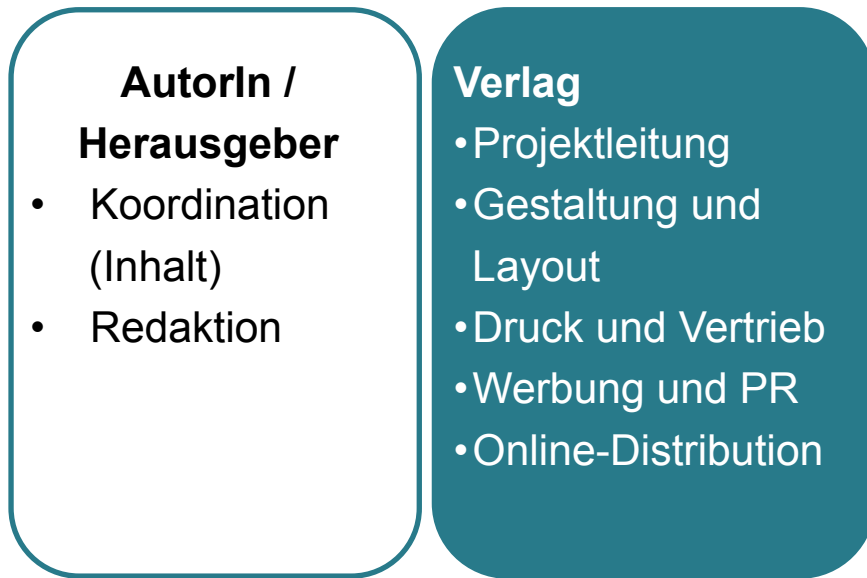 AutorIn /
Herausgeber
• Koordination
(Inhalt)
• Redaktion
Verlag
•Projektleitung
•Gestaltung und
Layout
•Druck und Vertrieb
•Werbung und PR
•Online-Distribution